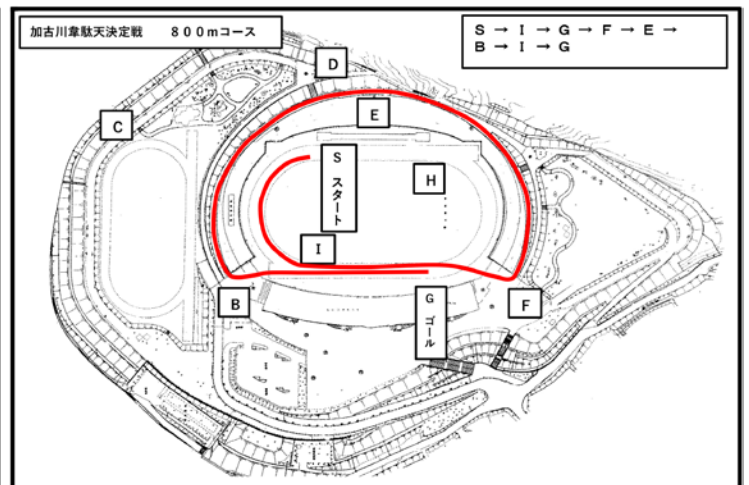 加古川韋駄天決定戦　８００ｍコース
Ｓ → Ｉ → Ｇ → Ｆ → Ｅ →
Ｂ → Ｉ → Ｇ
D
C
E
S スタート
H
I
B
G ゴール
F